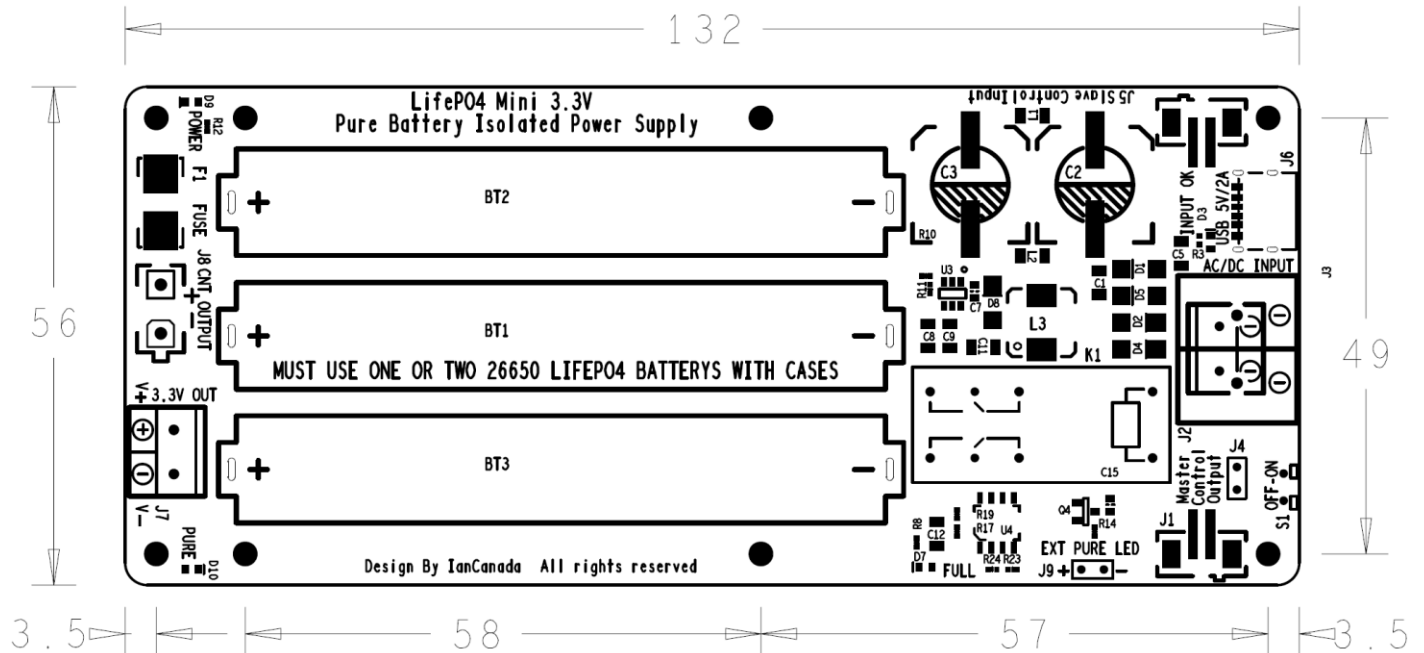 132
LifePO4 Mini 3.3V
Pure Battery Isolated Power Supply
J5 Slave Control Input
L1
D9
R12
POWER
F1
FUSE
J8 CNT OUTPUT
+
-
C3
C2
J6
INPUT OK
USB 5V/2A
D3
R3
C5
AC/DC INPUT
J3
BT2
+
-
R10
L2
U3
R11
C7
D8
C1
D1
D5
D2
D4
L3
C8
C9
C11
K1
56
49
BT1
+
-
MUST USE ONE OR TWO 26650 LIFEPO4 BATTERYS WITH CASES
V+
+ 3.3V OUT
J7
V-
BT3
+
-
C15
J2
J4
Master
Control
Output
OFF-ON
S1
J1
PURE
D10
R19
R17
U4
R8
C12
D7
R24
R23
FULL
Q4
R14
EXT PURE LED
J9 + -
Design By IanCanada All rights reserved
3.5
58
57
3.5